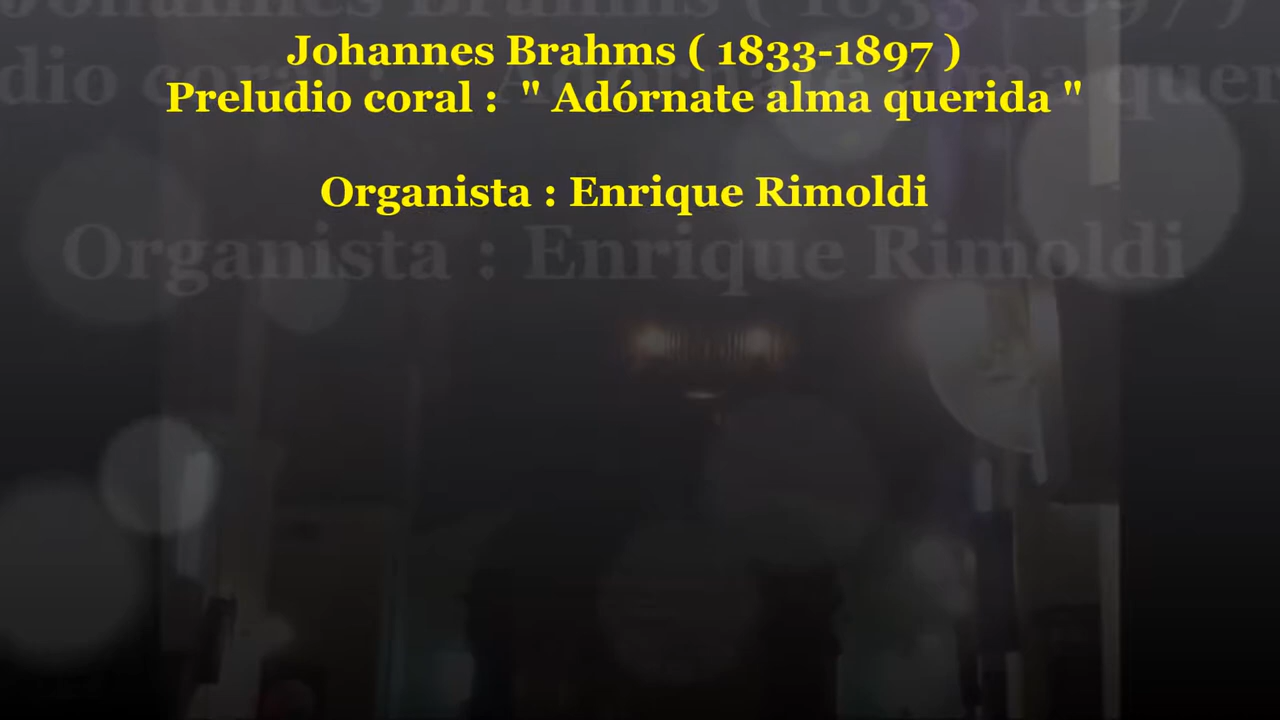 Johannes Brahms ( 1833-1897 )
Preludio coral : " Adórnate alma querida "
Organista : Enrique Rimoldi